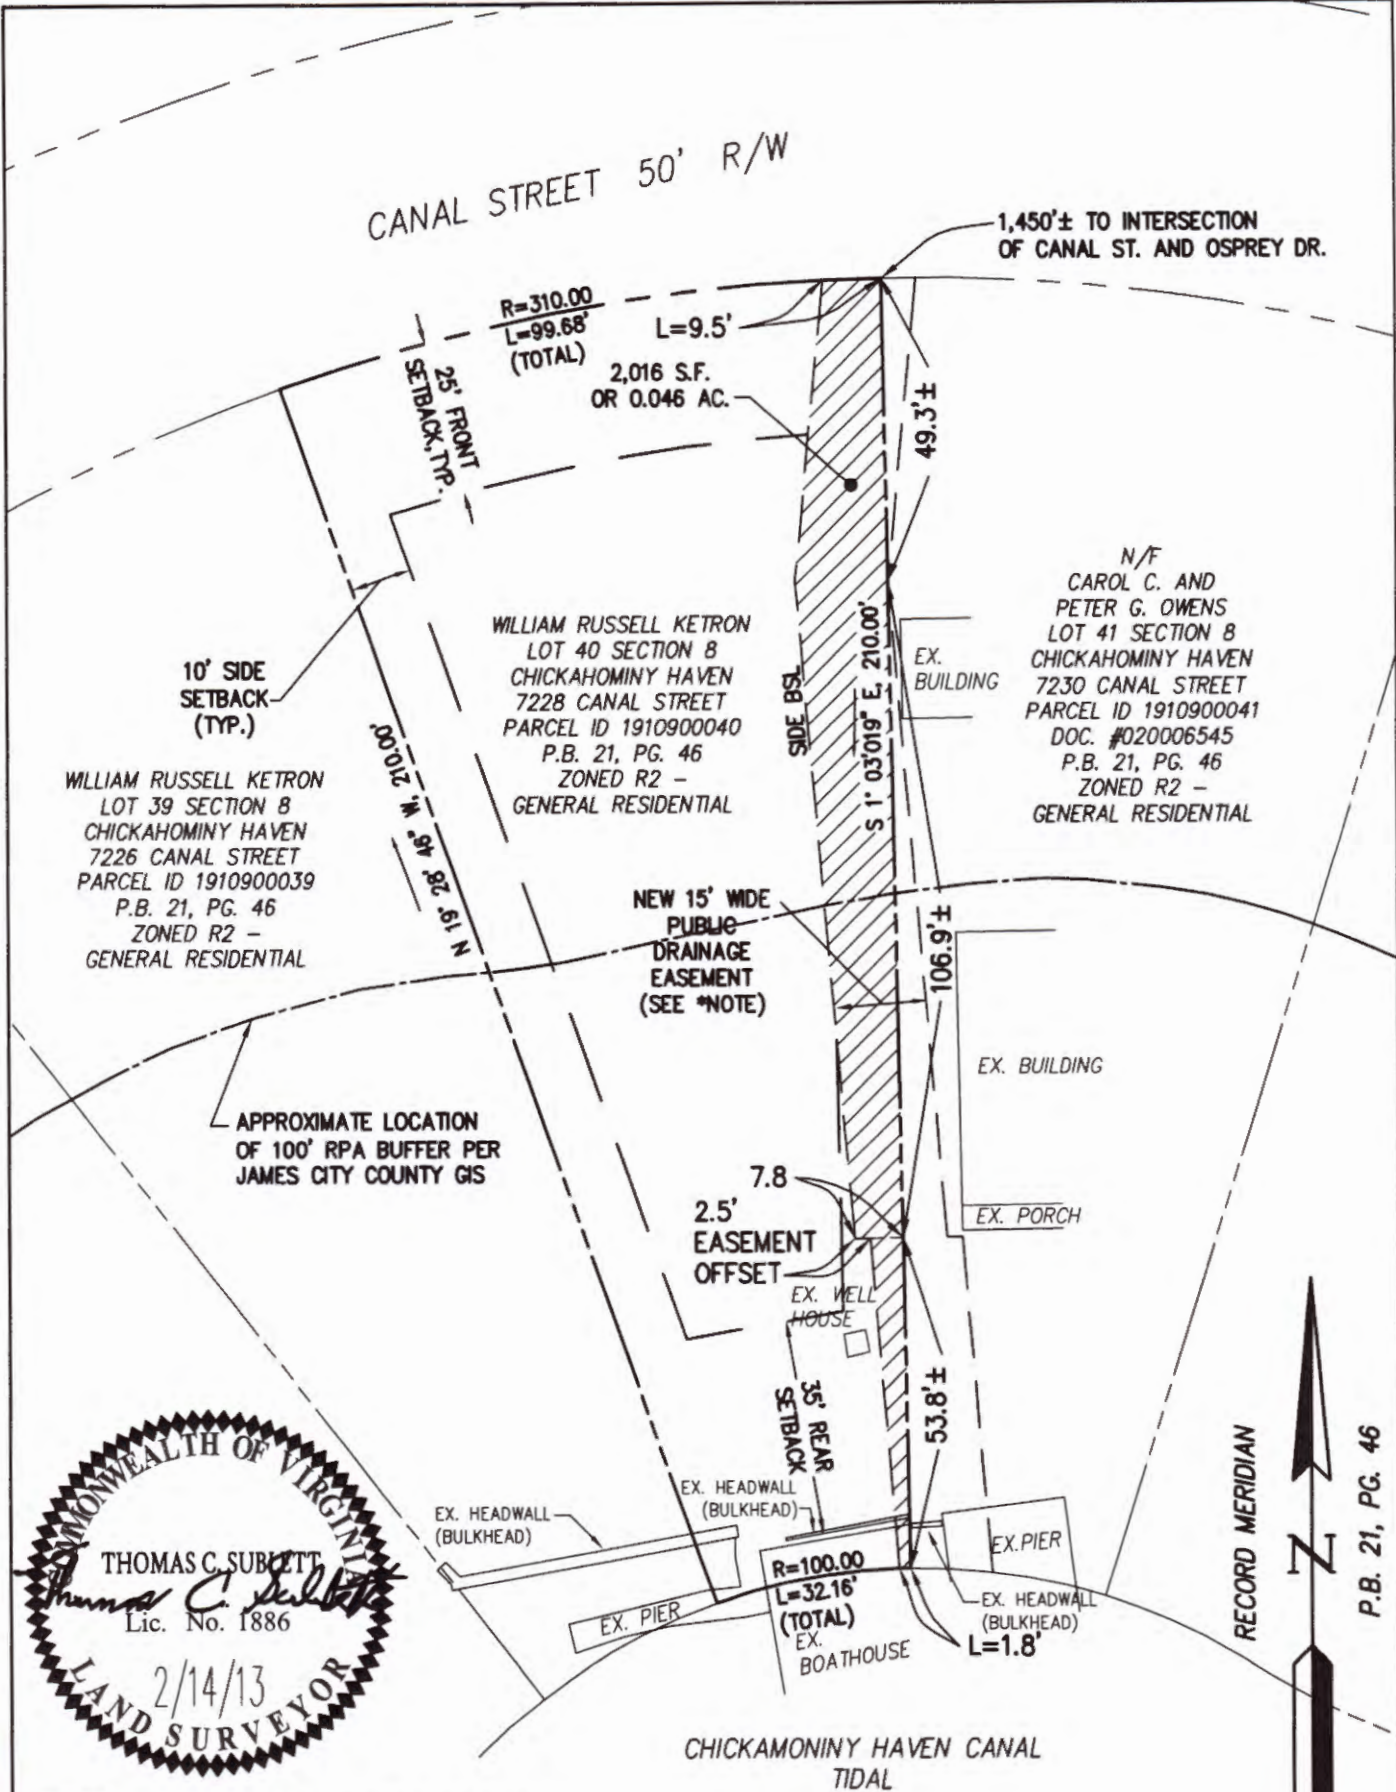 CANAL STREET 50' R/W
1,450'± TO INTERSECTION
OF CANAL ST. AND OSPREY DR.
R=310.00
L=99.68'
(TOTAL)
L=9.5'
25' FRONT
SETBACK, TYP.
2,016 S.F.
OR 0.046 AC.
49.3'±
10' SIDE
SETBACK
(TYP.)
WILLIAM RUSSELL KETRON
LOT 40 SECTION 8
CHICKAHOMINY HAVEN
7228 CANAL STREET
PARCEL ID 1910900040
P.B. 21, PG. 46
ZONED R2 -
GENERAL RESIDENTIAL
SIDE BSL
S 1° 03'019" E, 210.00'
EX.
BUILDING
N/F
CAROL C. AND
PETER G. OWENS
LOT 41 SECTION 8
CHICKAHOMINY HAVEN
7230 CANAL STREET
PARCEL ID 1910900041
DOC. #020006545
P.B. 21, PG. 46
ZONED R2 -
GENERAL RESIDENTIAL
WILLIAM RUSSELL KETRON
LOT 39 SECTION 8
CHICKAHOMINY HAVEN
7226 CANAL STREET
PARCEL ID 1910900039
P.B. 21, PG. 46
ZONED R2 -
GENERAL RESIDENTIAL
N 19° 28' 46" W, 210.00'
NEW 15' WIDE
PUBLIC
DRAINAGE
EASEMENT
(SEE *NOTE)
106.9'±
EX. BUILDING
APPROXIMATE LOCATION
OF 100' RPA BUFFER PER
JAMES CITY COUNTY GIS
7.8
2.5'
EASEMENT
OFFSET
EX. PORCH
EX. WELL
HOUSE
35' REAR
SETBACK
53.8'±
EX. HEADWALL
(BULKHEAD)
EX. HEADWALL
(BULKHEAD)
EX. PIER
R=100.00
L=32.16'
(TOTAL)
EX. PIER
EX. HEADWALL
(BULKHEAD)
EX.
BOATHOUSE
L=1.8'
CHICKAMONINY HAVEN CANAL
TIDAL
COMMONWEALTH OF VIRGINIA
THOMAS C. SUBLETT
Thomas C. Sublett
Lic. No. 1886
2/14/13
LAND SURVEYOR
RECORD MERIDIAN
N
P.B. 21, PG. 46